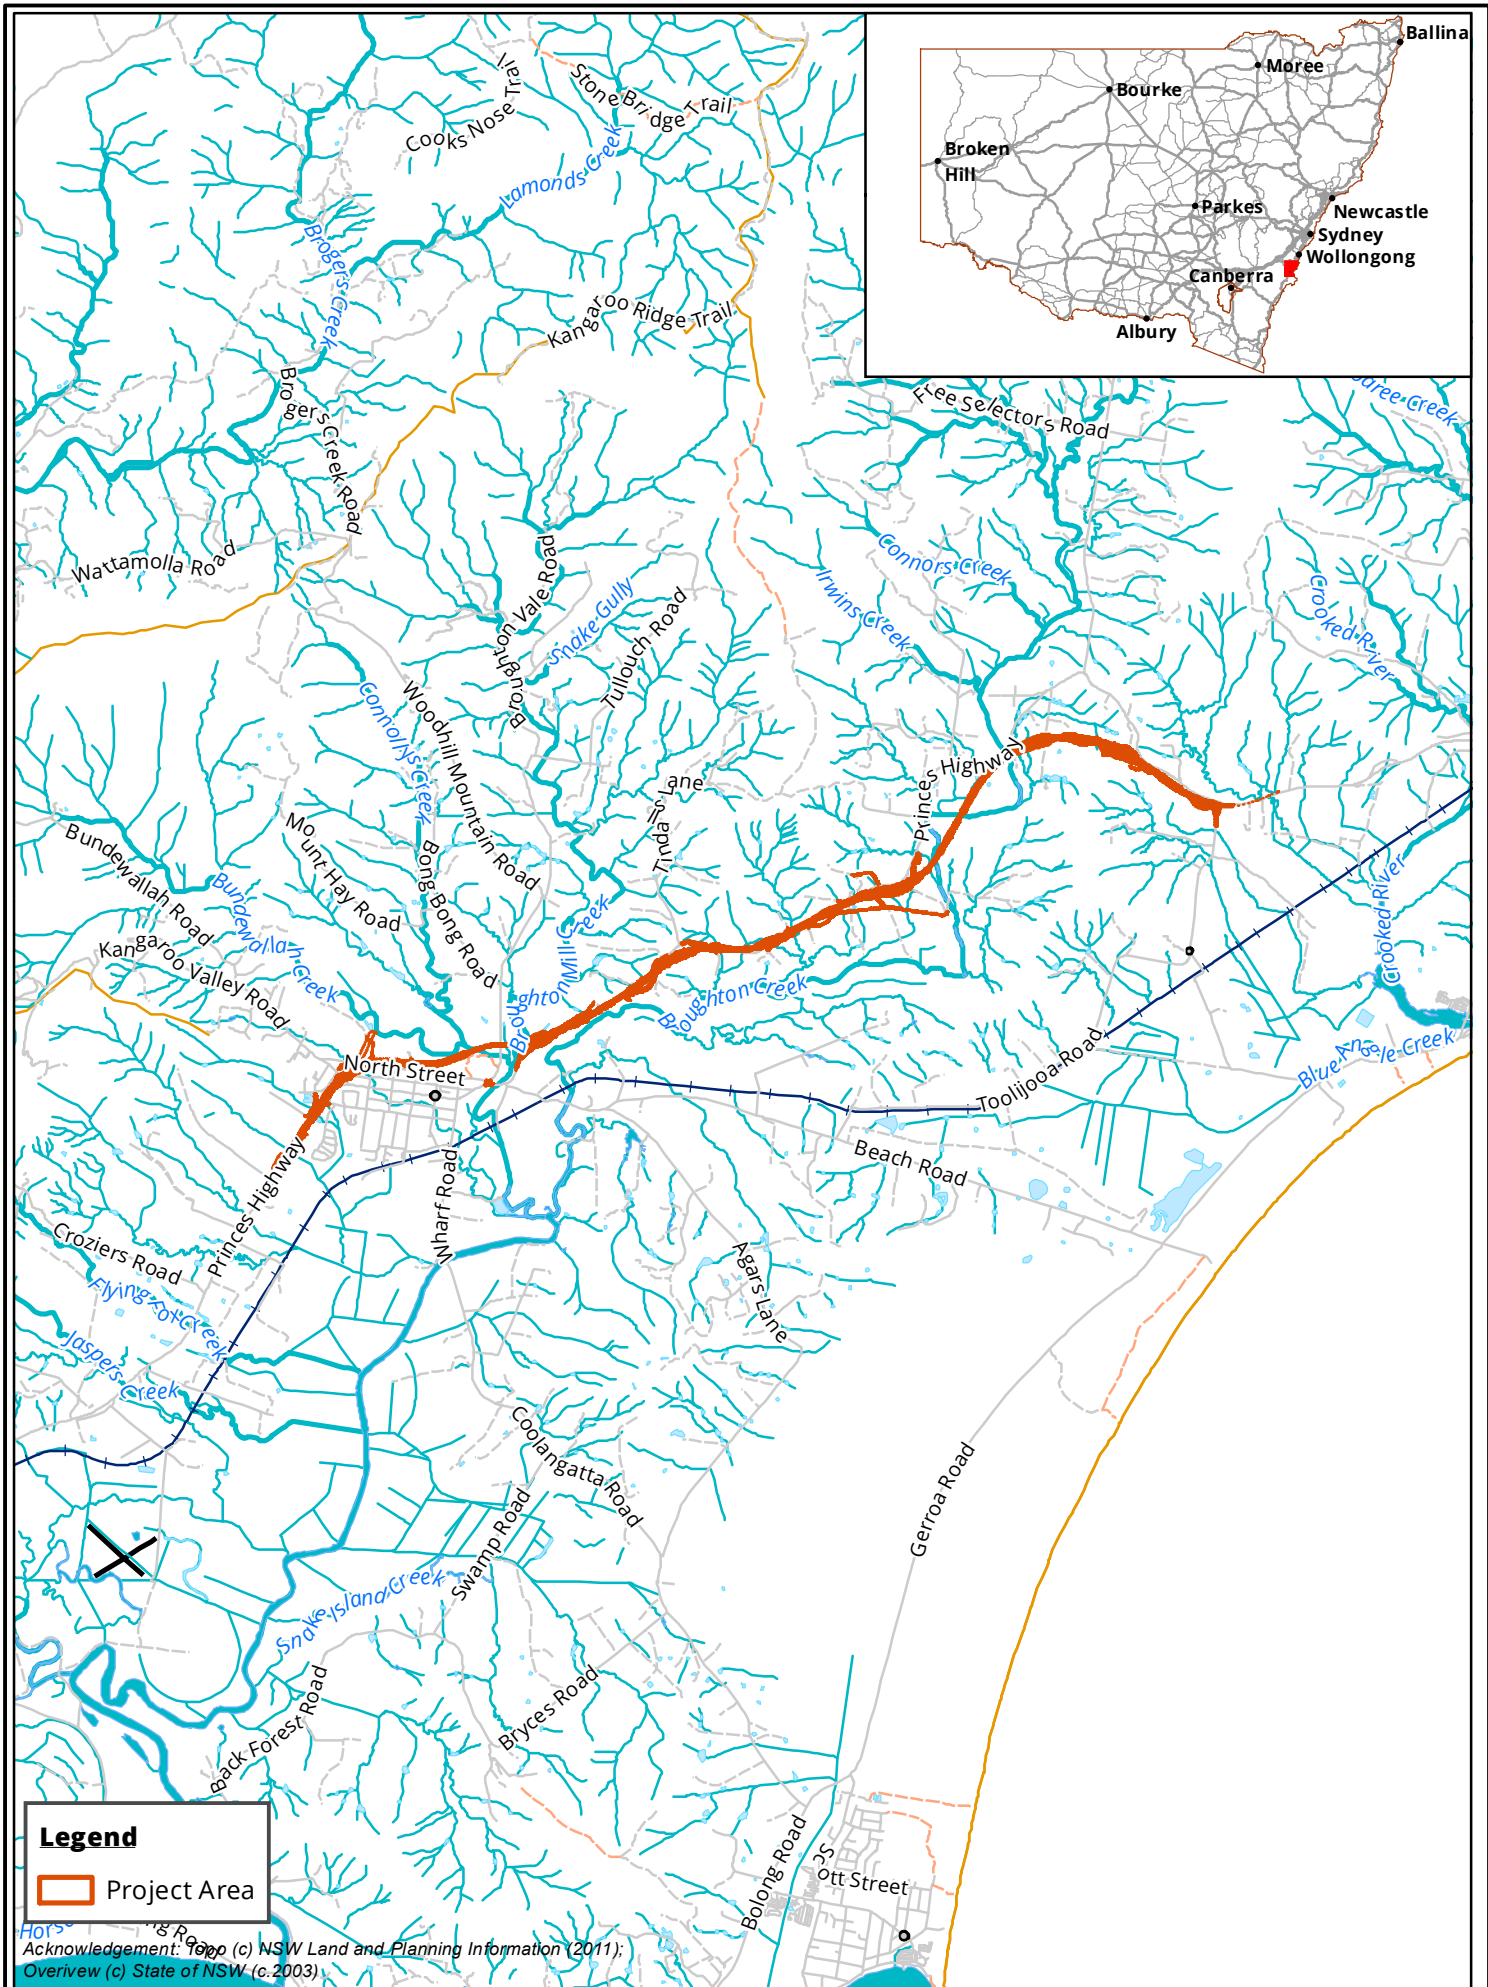 Ballina
Moree
Bourke
Broken
Hill
Parkes
Newcastle
Sydney
Wollongong
Canberra
Albury
Cooks Nose Trail
Stone Bridge Trail
Lamonds Creek
Brogers Creek
Kangaroo Ridge Trail
Brogers Creek Road
Free Selectors Road
Wattamolla Road
Broughton Vale Road
Snake Gully
Tullouch Road
Connors Creek
Irwins Creek
Crooked River
Connollys Creek
Woodhill Mountain Road
Princes Highway
Tindalls Lane
Mount Hay Road
Bong Bong Road
Bundewallah Road
Bundewallah Creek
Kangaroo Valley Road
Broughton Mill Creek
Broughton Creek
Crooked River
North Street
Toolijooa Road
Blue Angle Creek
Beach Road
Princes Highway
Wharf Road
Croziers Road
Agars Lane
Jaspers Creek
Coolangatta Road
Gerroa Road
Swamp Road
Snake Island Creek
Back Forest Road
Bryces Road
Bolong Road
Scott Street
Legend
Project Area
Acknowledgement: Topo (c) NSW Land and Planning Information (2011);
Overivew (c) State of NSW (c.2003)